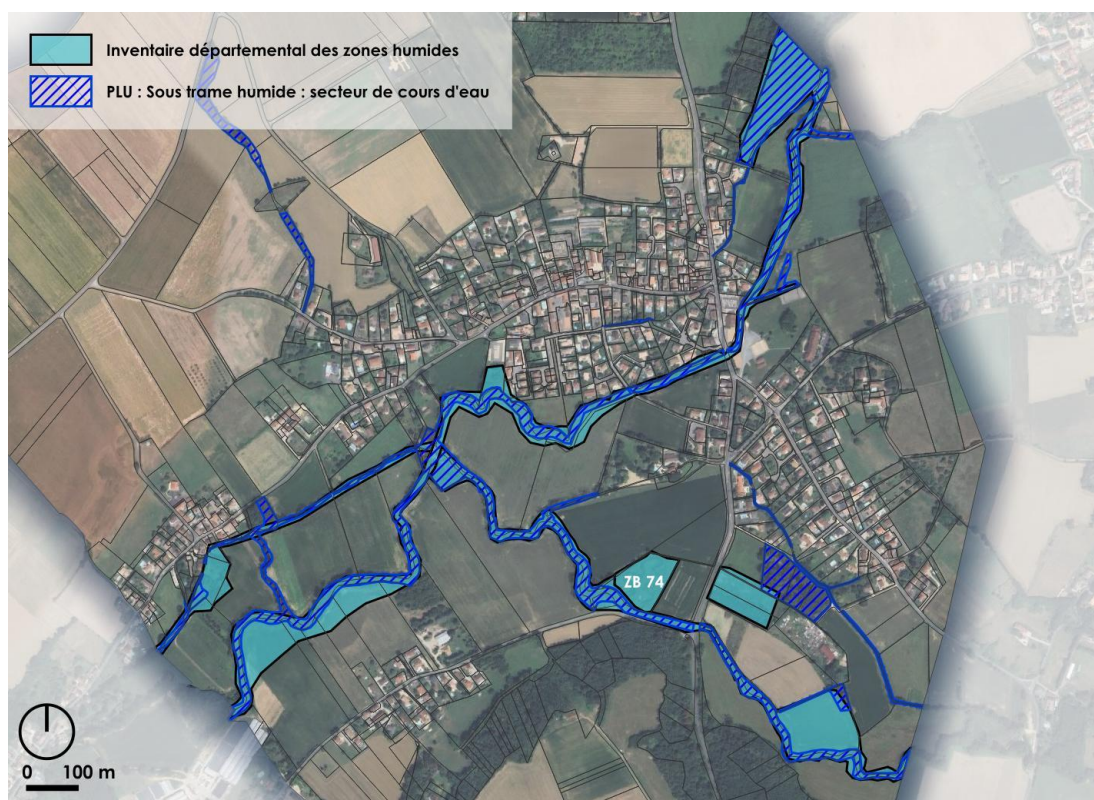 Inventaire départemental des zones humides
PLU : Sous trame humide : secteur de cours d'eau
ZB 74
0 100 m